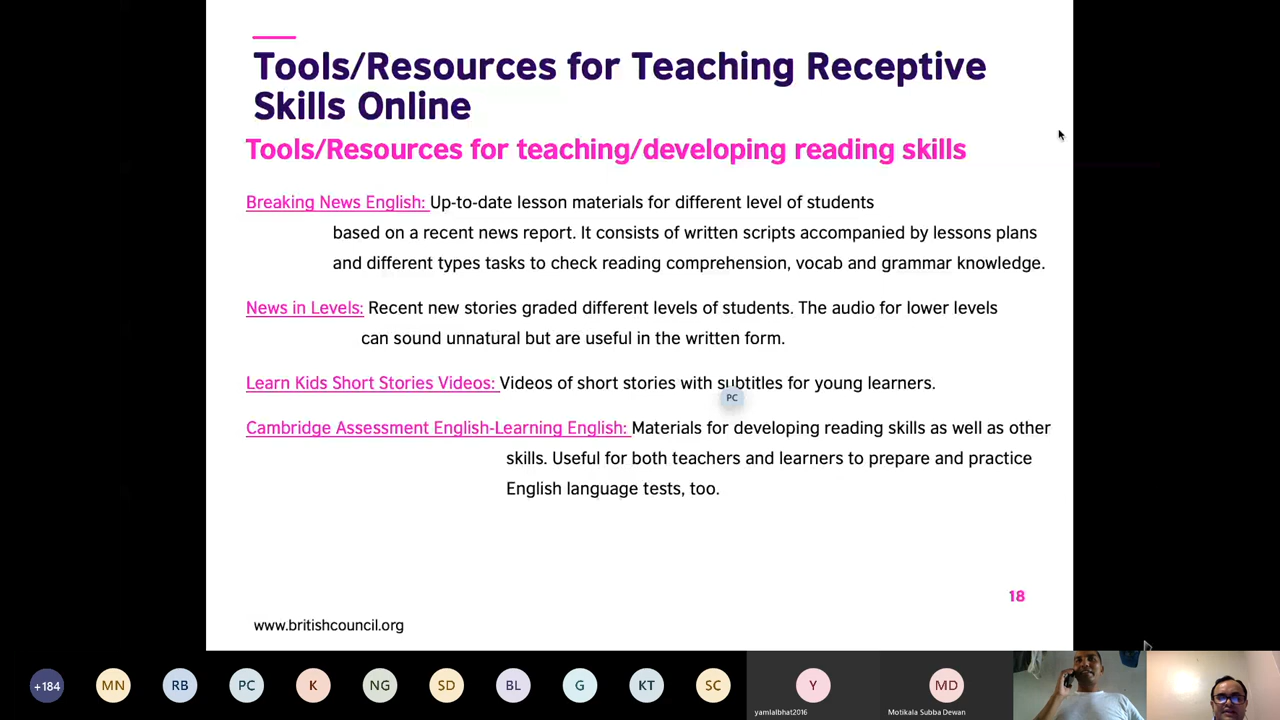 Tools/Resources for Teaching Receptive
Skills Online
Tools/Resources for teaching/developing reading skills
Breaking News English: Up-to-date lesson materials for different level of students
based on a recent news report. It consists of written scripts accompanied by lessons plans
and different types tasks to check reading comprehension, vocab and grammar knowledge.
News in Levels: Recent new stories graded different levels of students. The audio for lower levels
can sound unnatural but are useful in the written form.
Learn Kids Short Stories Videos: Videos of short stories with subtitles for young learners.
PC
Cambridge Assessment English-Learning English: Materials for developing reading skills as well as other
skills. Useful for both teachers and learners to prepare and practice
English language tests, too.
18
www.britishcouncil.org
+184 MN RB PC K NG SD BL G KT SC Y MD
yamlalbhat2016 Motikala Subba Dewan